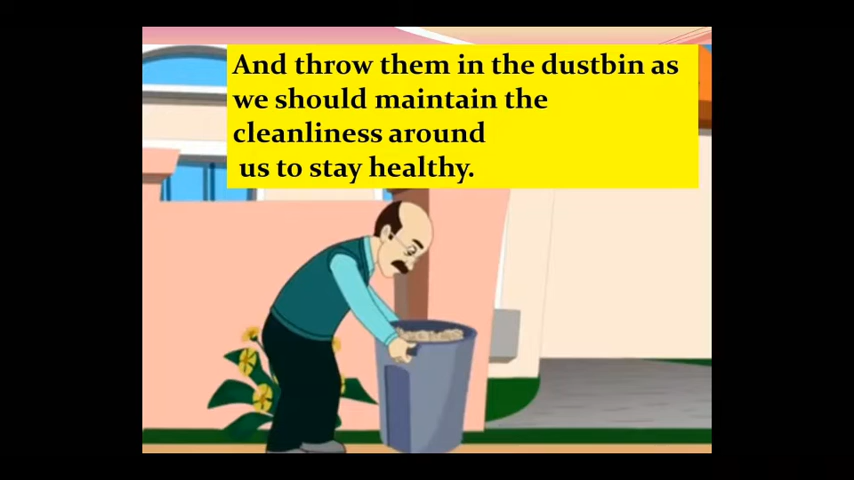 And throw them in the dustbin as
we should maintain the
cleanliness around
us to stay healthy.